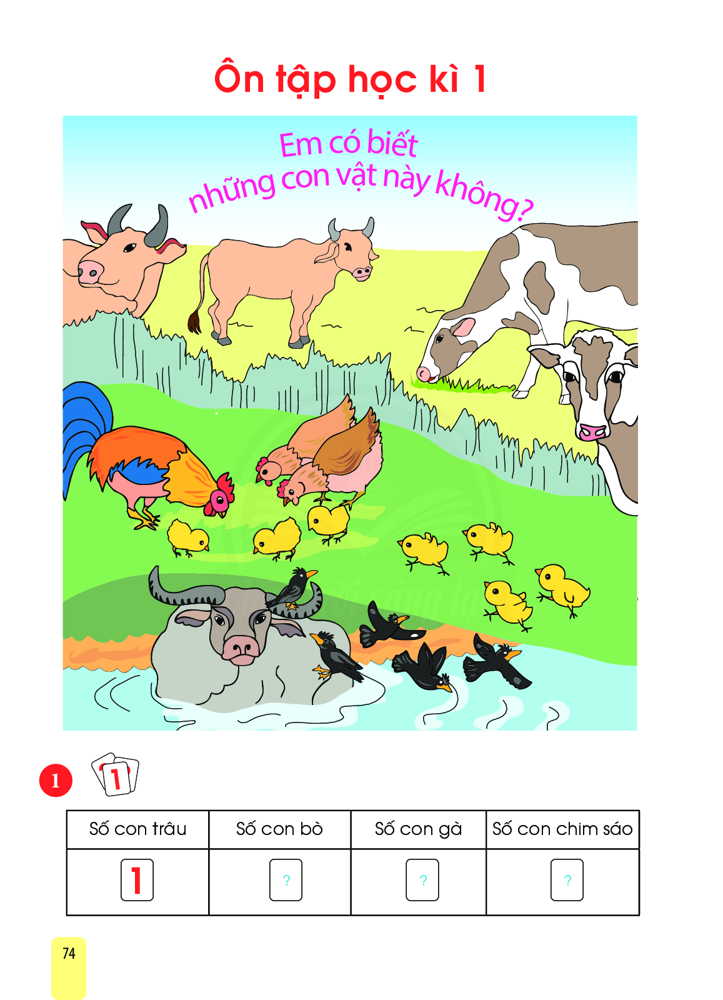 Ôn tập học kì 1
Em có biết
những con vật này không?
1
1
Số con trâu Số con bò Số con gà Số con chim sáo
1 ? ? ?
74